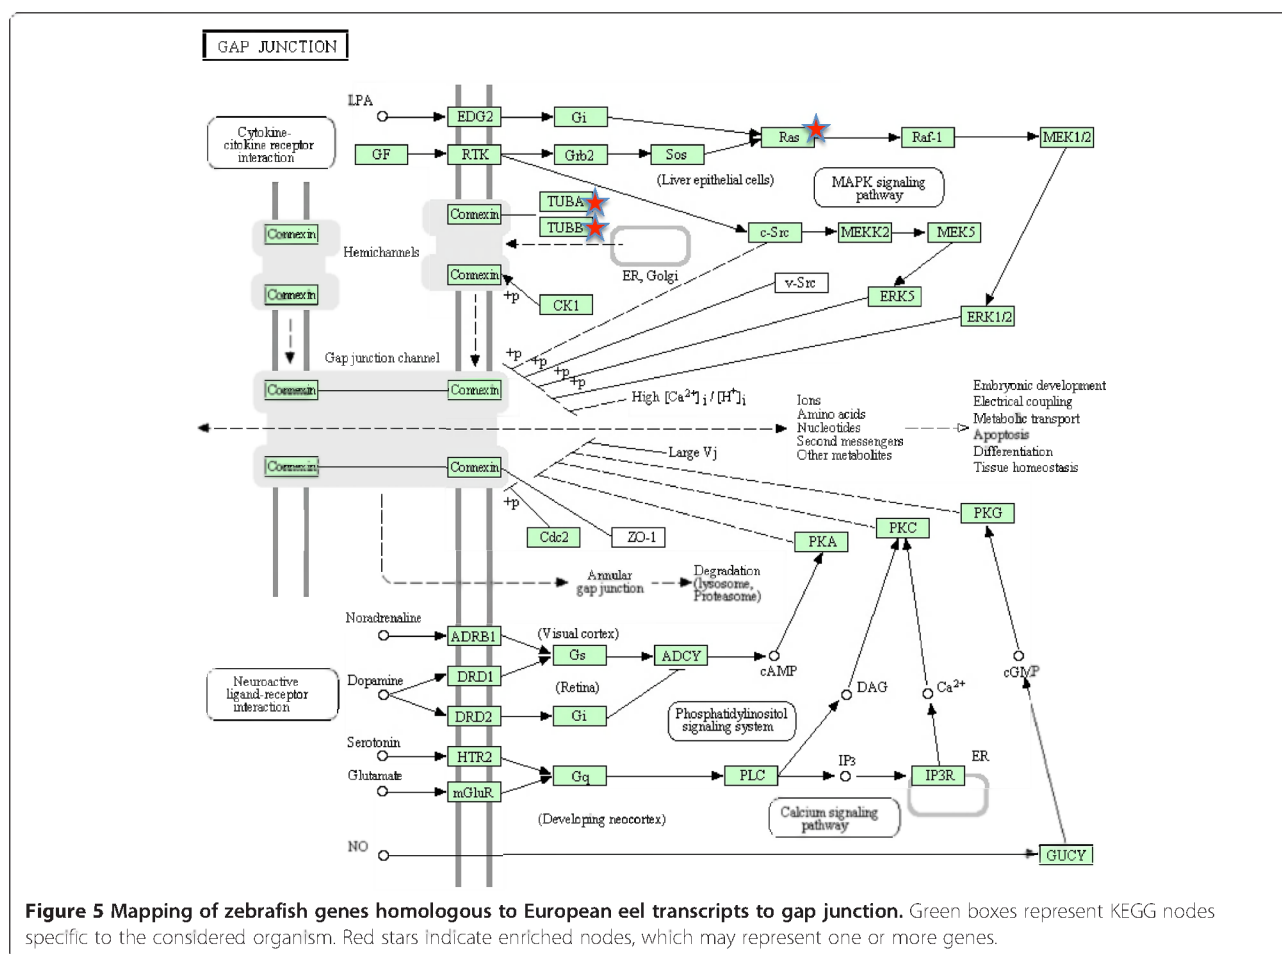 GAP JUNCTION
LPA
EDG2
Gi
Cytokine-
citokine receptor
interaction
Ras
Raf-1
MEK1/2
GF
RTK
Grb2
Sos
(Liver epithelial cells)
MAPK signaling
pathway
TUBA
Connexin
TUBB
Connexin
Hemichannels
c-Src
MEKK2
MEK5
ER, Golgi
Connexin
v-Src
Connexin
+p
CK1
ERK5
ERK1/2
Gap junction channel
+p
+p
+p
+p
Connexin
Connexin
High [Ca2+] i / [H+] i
Ions
Amino acids
Nucleotides
Second messengers
Other metabolites
Embryonic development
Electrical coupling
Metabolic transport
Apoptosis
Differentiation
Tissue homeostasis
Large Vj
Connexin
Connexin
+p
Cdc2
ZO-1
PKA
PKC
PKG
Annular
gap junction
Degradation
(lysosome,
Proteasome)
Noradrenaline
ADRB1
(Visual cortex)
Gs
ADCY
cAMP
cGMP
Neuroactive
ligand-receptor
interaction
Dopamine
DRD1
(Retina)
DRD2
Gi
DAG
Ca2+
Phosphatidylinositol
signaling system
Serotonin
HTR2
Glutamate
mGluR
Gq
PLC
IP3
IP3R
ER
(Developing neocortex)
Calcium signaling
pathway
NO
GUCY
Figure 5 Mapping of zebrafish genes homologous to European eel transcripts to gap junction. Green boxes represent KEGG nodes
specific to the considered organism. Red stars indicate enriched nodes, which may represent one or more genes.